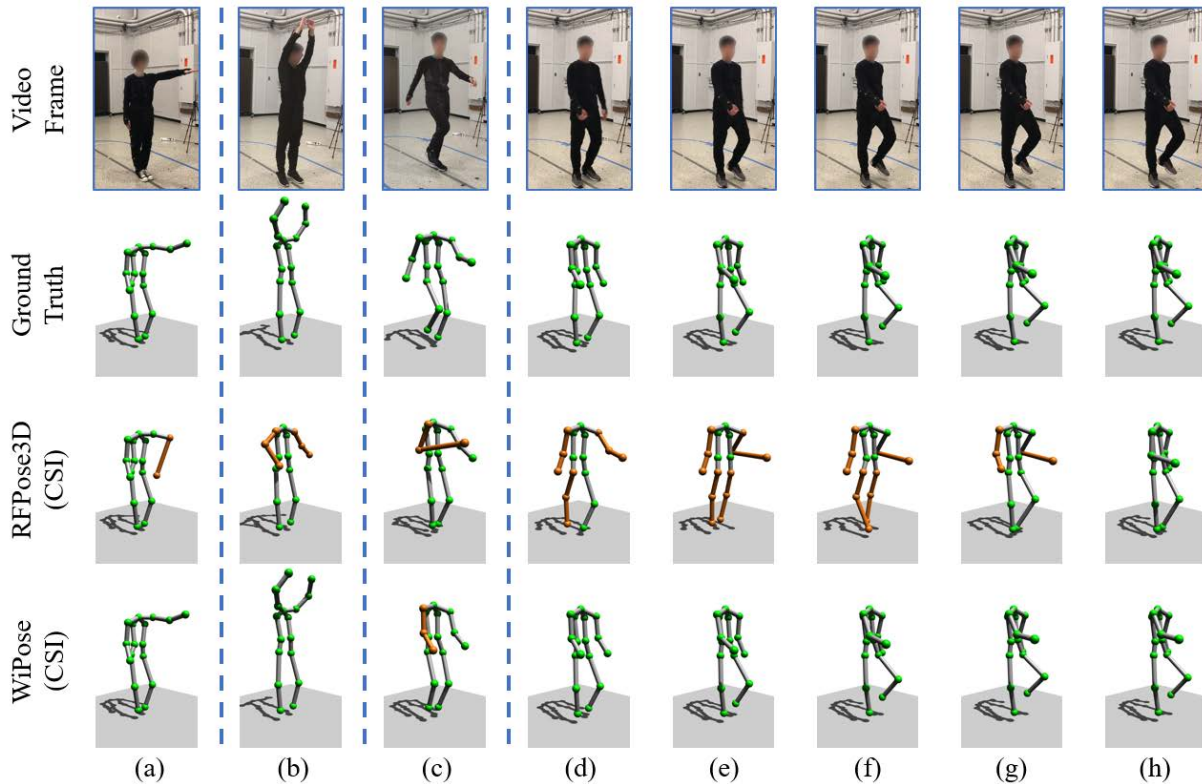 Video
Frame
Ground
Truth
RFPose3D
(CSI)
WiPose
(CSI)
(a)
(b)
(c)
(d)
(e)
(f)
(g)
(h)